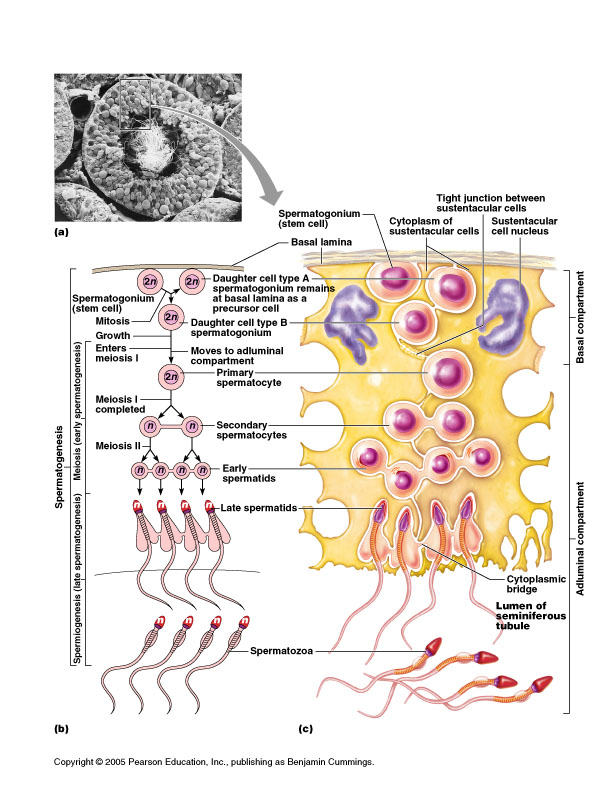 (a)
Spermatogonium
(stem cell)
Basal lamina
Cytoplasm of
sustentacular cells
Tight junction between
sustentacular cells
Sustentacular
cell nucleus
2n
2n
Daughter cell type A
spermatogonium remains
at basal lamina as a
precursor cell
Spermatogonium
(stem cell)
Mitosis
2n
Daughter cell type B
spermatogonium
Growth
Enters
meiosis I
Moves to adluminal
compartment
2n
Primary
spermatocyte
Meiosis I
completed
n
n
Secondary
spermatocytes
Meiosis II
n
n
n
n
Early
spermatids
n
n
n
n
Late spermatids
Cytoplasmic
bridge
Lumen of
seminiferous
tubule
n
n
n
n
Spermatozoa
Spermatogenesis
Meiosis (early spermatogenesis)
Spermiogenesis (late spermatogenesis)
Basal compartment
Adluminal compartment
(b)
(c)
Copyright © 2005 Pearson Education, Inc., publishing as Benjamin Cummings.